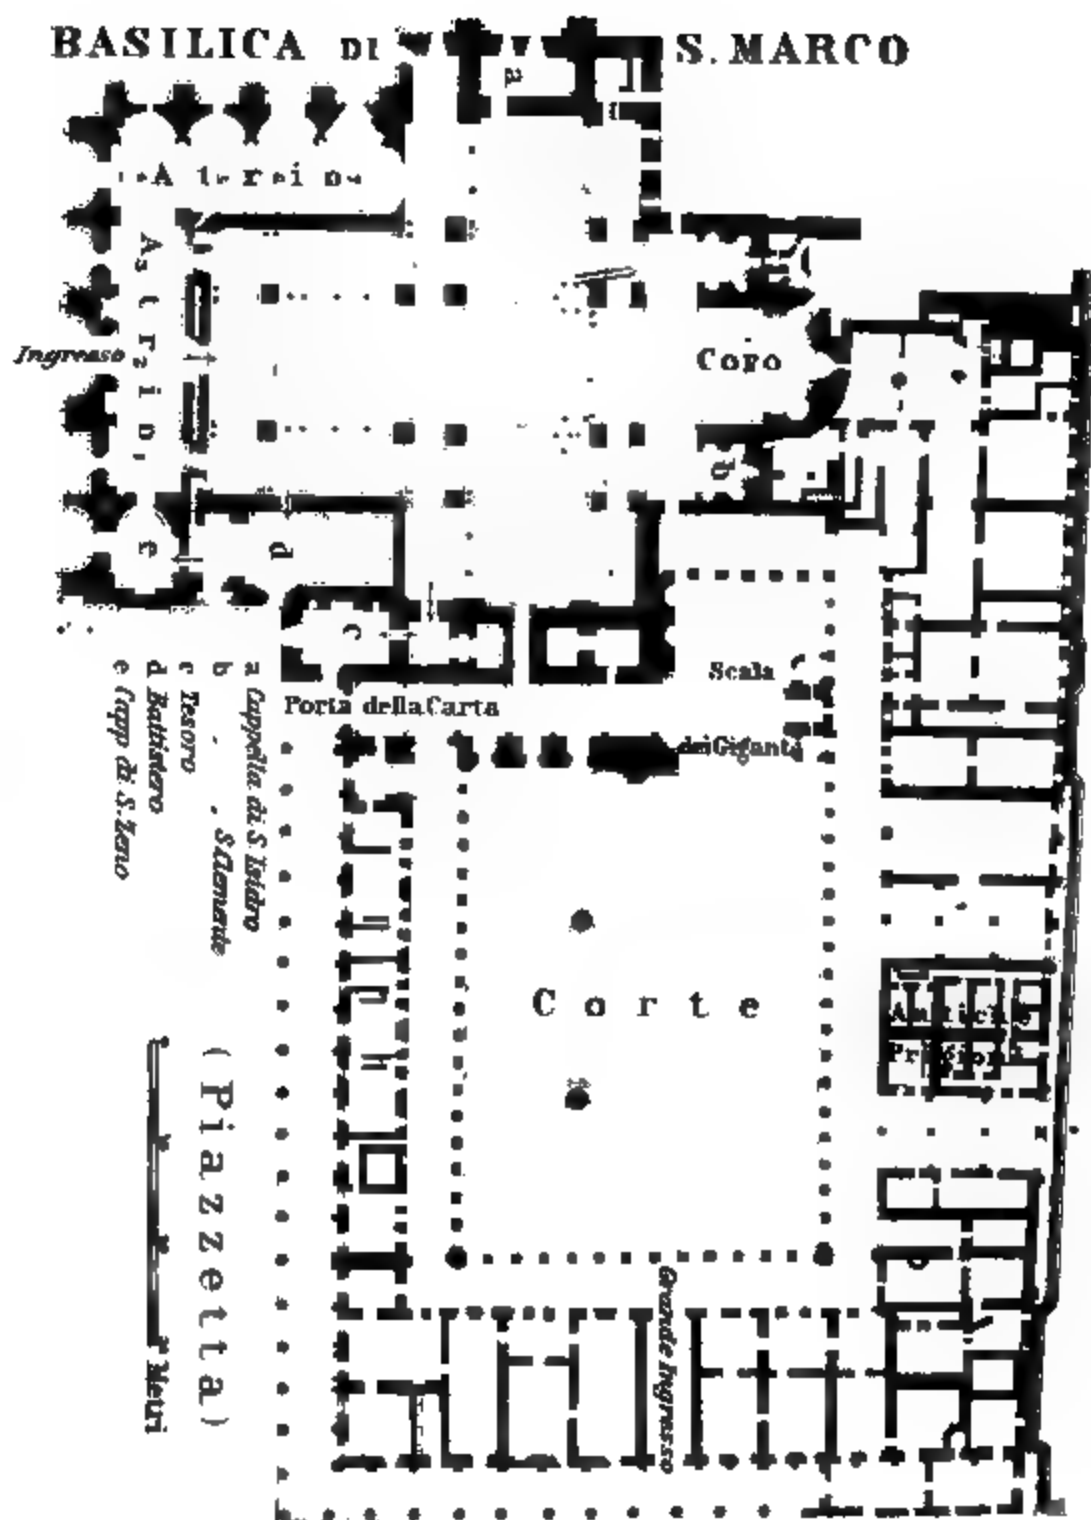 BASILICA DI S. MARCO
a
Atrio
Atrio
Ingresso
Coro
b
d
e
c
Scala
dei Giganti
Porta della Carta
a Cappella di S. Isidro
b - . S. Clemente
c Tesoro
d Battistero
e Capp di S. Zeno
Corte
Antiche
Prigioni
(Piazzetta)
Metri
Grande Ingresso